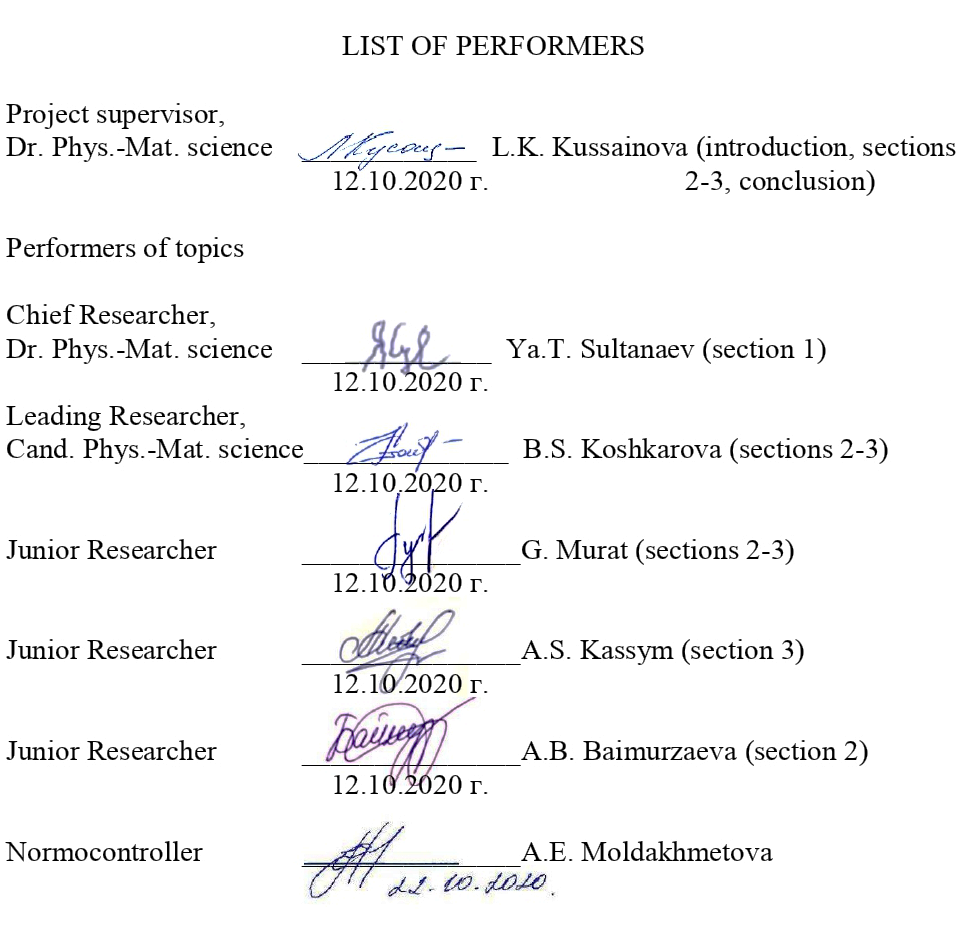 LIST OF PERFORMERS
Project supervisor,
Dr. Phys.-Mat. science L.K. Kussainova (introduction, sections
12.10.2020 г. 2-3, conclusion)
Performers of topics
Chief Researcher,
Dr. Phys.-Mat. science Ya.T. Sultanaev (section 1)
12.10.2020 г.
Leading Researcher,
Cand. Phys.-Mat. science B.S. Koshkarova (sections 2-3)
12.10.2020 г.
Junior Researcher G. Murat (sections 2-3)
12.10.2020 г.
Junior Researcher A.S. Kassym (section 3)
12.10.2020 г.
Junior Researcher A.B. Baimurzaeva (section 2)
12.10.2020 г.
Normocontroller A.E. Moldakhmetova
22.10.2020.